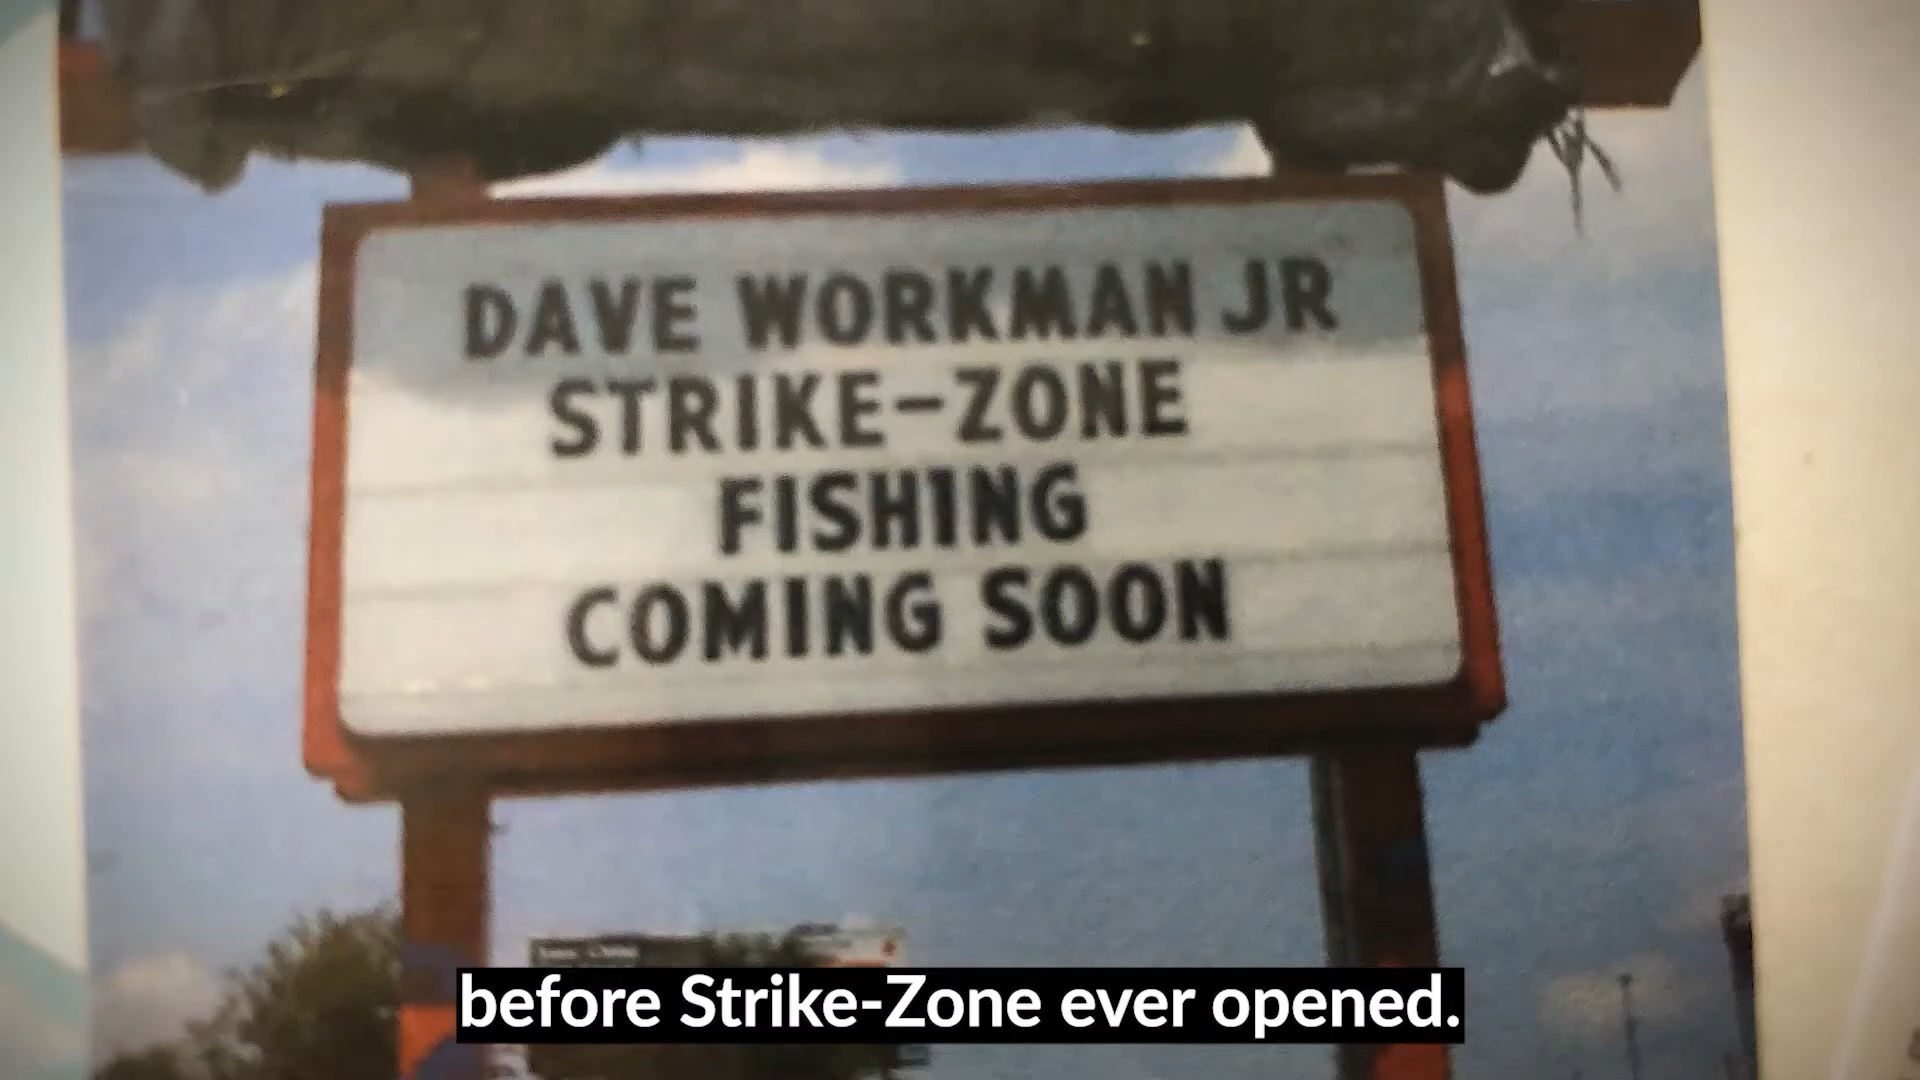 DAVE WORKMAN JR
STRIKE-ZONE
FISHING
COMING SOON
before Strike-Zone ever opened.